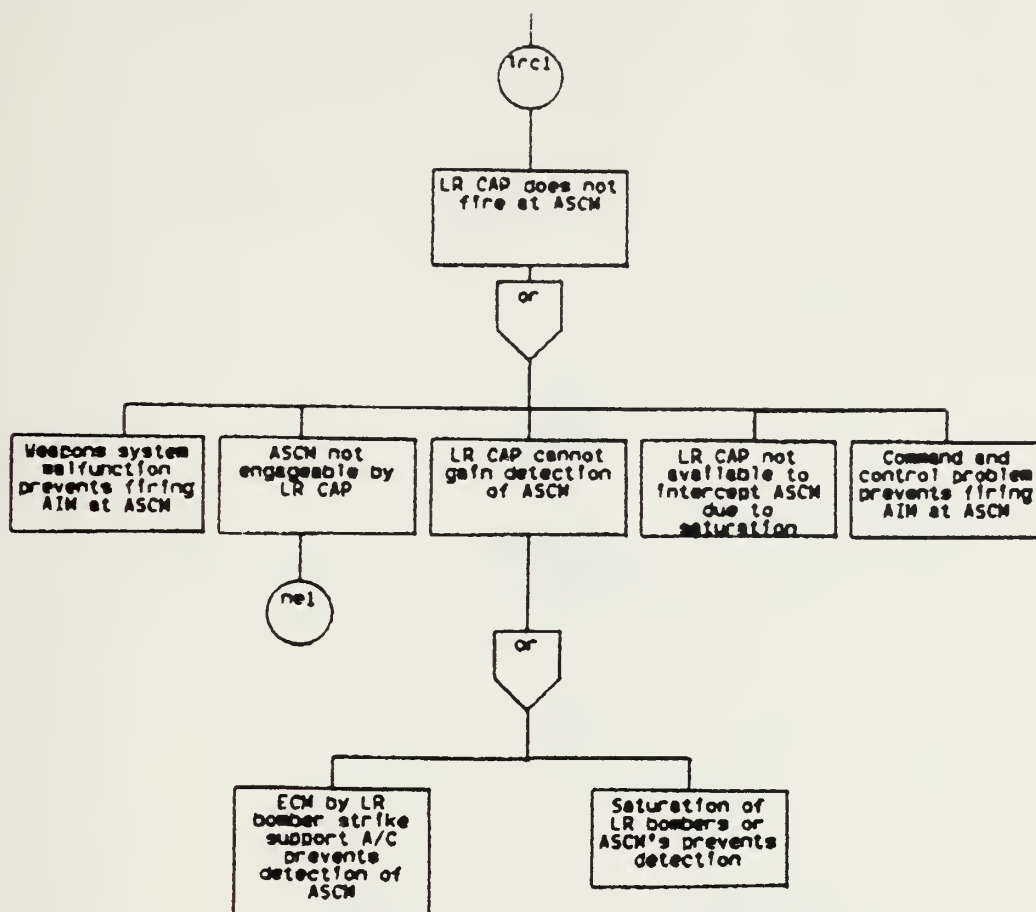 lrc1
LR CAP does not
fire at ASCM
or
Weapons system
malfunction
prevents firing
AIM at ASCM
ASCM not
engageable by
LR CAP
LR CAP cannot
gain detection
of ASCM
LR CAP not
available to
intercept ASCM
due to
saturation
Command and
control problem
prevents firing
AIM at ASCM
ne1
or
ECM by LR
bomber strike
support A/C
prevents
detection of
ASCM
Saturation of
LR bombers or
ASCM's prevents
detection